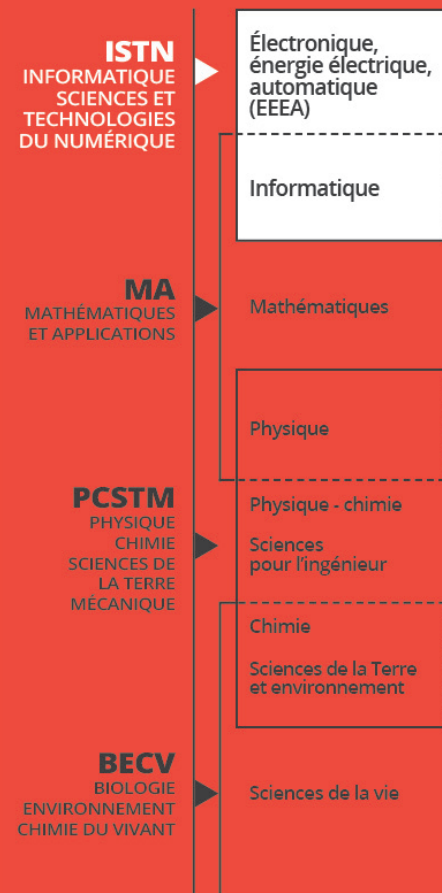 ISTN
INFORMATIQUE
SCIENCES ET
TECHNOLOGIES
DU NUMÉRIQUE
Électronique,
énergie électrique,
automatique
(EEEA)
Informatique
MA
MATHÉMATIQUES
ET APPLICATIONS
Mathématiques
Physique
PCSTM
PHYSIQUE
CHIMIE
SCIENCES DE
LA TERRE
MÉCANIQUE
Physique - chimie
Sciences
pour l'ingénieur
Chimie
Sciences de la Terre
et environnement
BECV
BIOLOGIE
ENVIRONNEMENT
CHIMIE DU VIVANT
Sciences de la vie